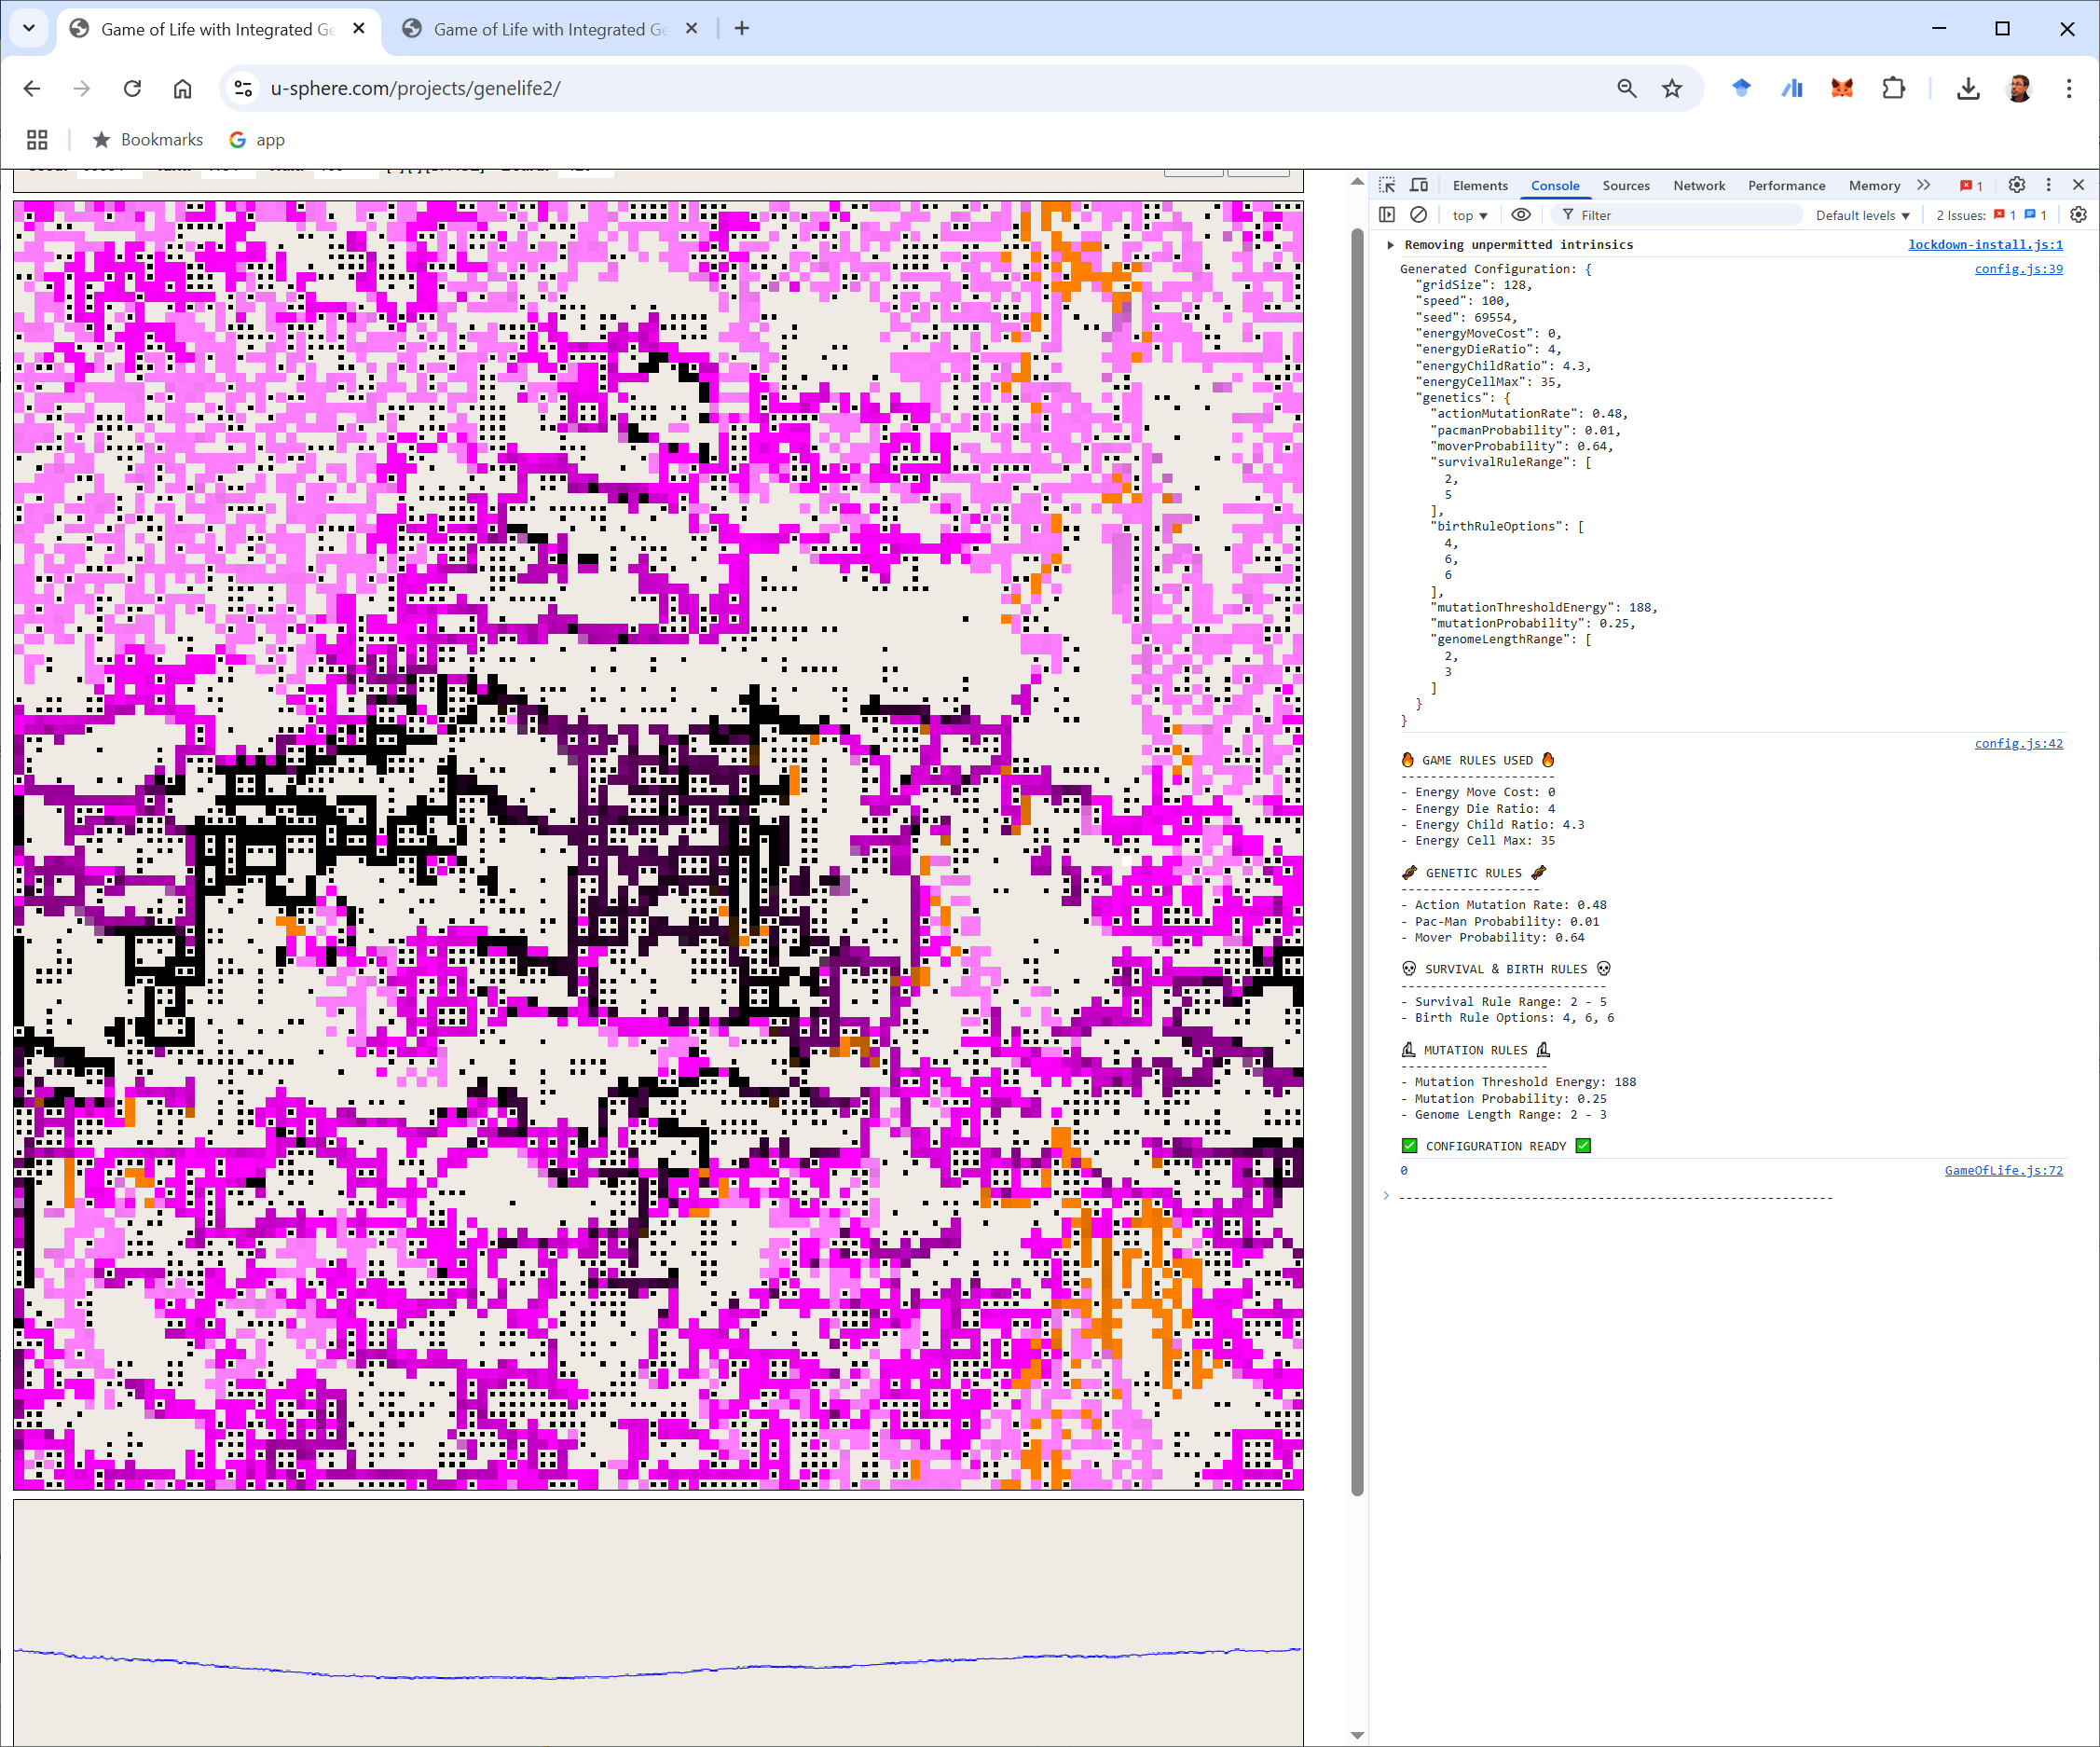 Game of Life with Integrated Ge
Game of Life with Integrated Ge
u-sphere.com/projects/genelife2/
Bookmarks
app
Elements Console Sources Network Performance Memory 1
top Filter Default levels 2 Issues: 1 1
Removing unpermitted intrinsics lockdown-install.js:1
Generated Configuration: { config.js:39
"gridSize": 128,
"speed": 100,
"seed": 69554,
"energyMoveCost": 0,
"energyDieRatio": 4,
"energyChildRatio": 4.3,
"energyCellMax": 35,
"genetics": {
"actionMutationRate": 0.48,
"pacmanProbability": 0.01,
"moverProbability": 0.64,
"survivalRuleRange": [
2,
5
],
"birthRuleOptions": [
4,
6,
6
],
"mutationThresholdEnergy": 188,
"mutationProbability": 0.25,
"genomeLengthRange": [
2,
3
]
}
}
config.js:42
🔥 GAME RULES USED 🔥
---------------------
- Energy Move Cost: 0
- Energy Die Ratio: 4
- Energy Child Ratio: 4.3
- Energy Cell Max: 35
GENETIC RULES
-------------------
- Action Mutation Rate: 0.48
- Pac-Man Probability: 0.01
- Mover Probability: 0.64
💀 SURVIVAL & BIRTH RULES 💀
----------------------------
- Survival Rule Range: 2 - 5
- Birth Rule Options: 4, 6, 6
MUTATION RULES
--------------------
- Mutation Threshold Energy: 188
- Mutation Probability: 0.25
- Genome Length Range: 2 - 3
✅ CONFIGURATION READY ✅
0 GameOfLife.js:72
-----------------------------------------------------------